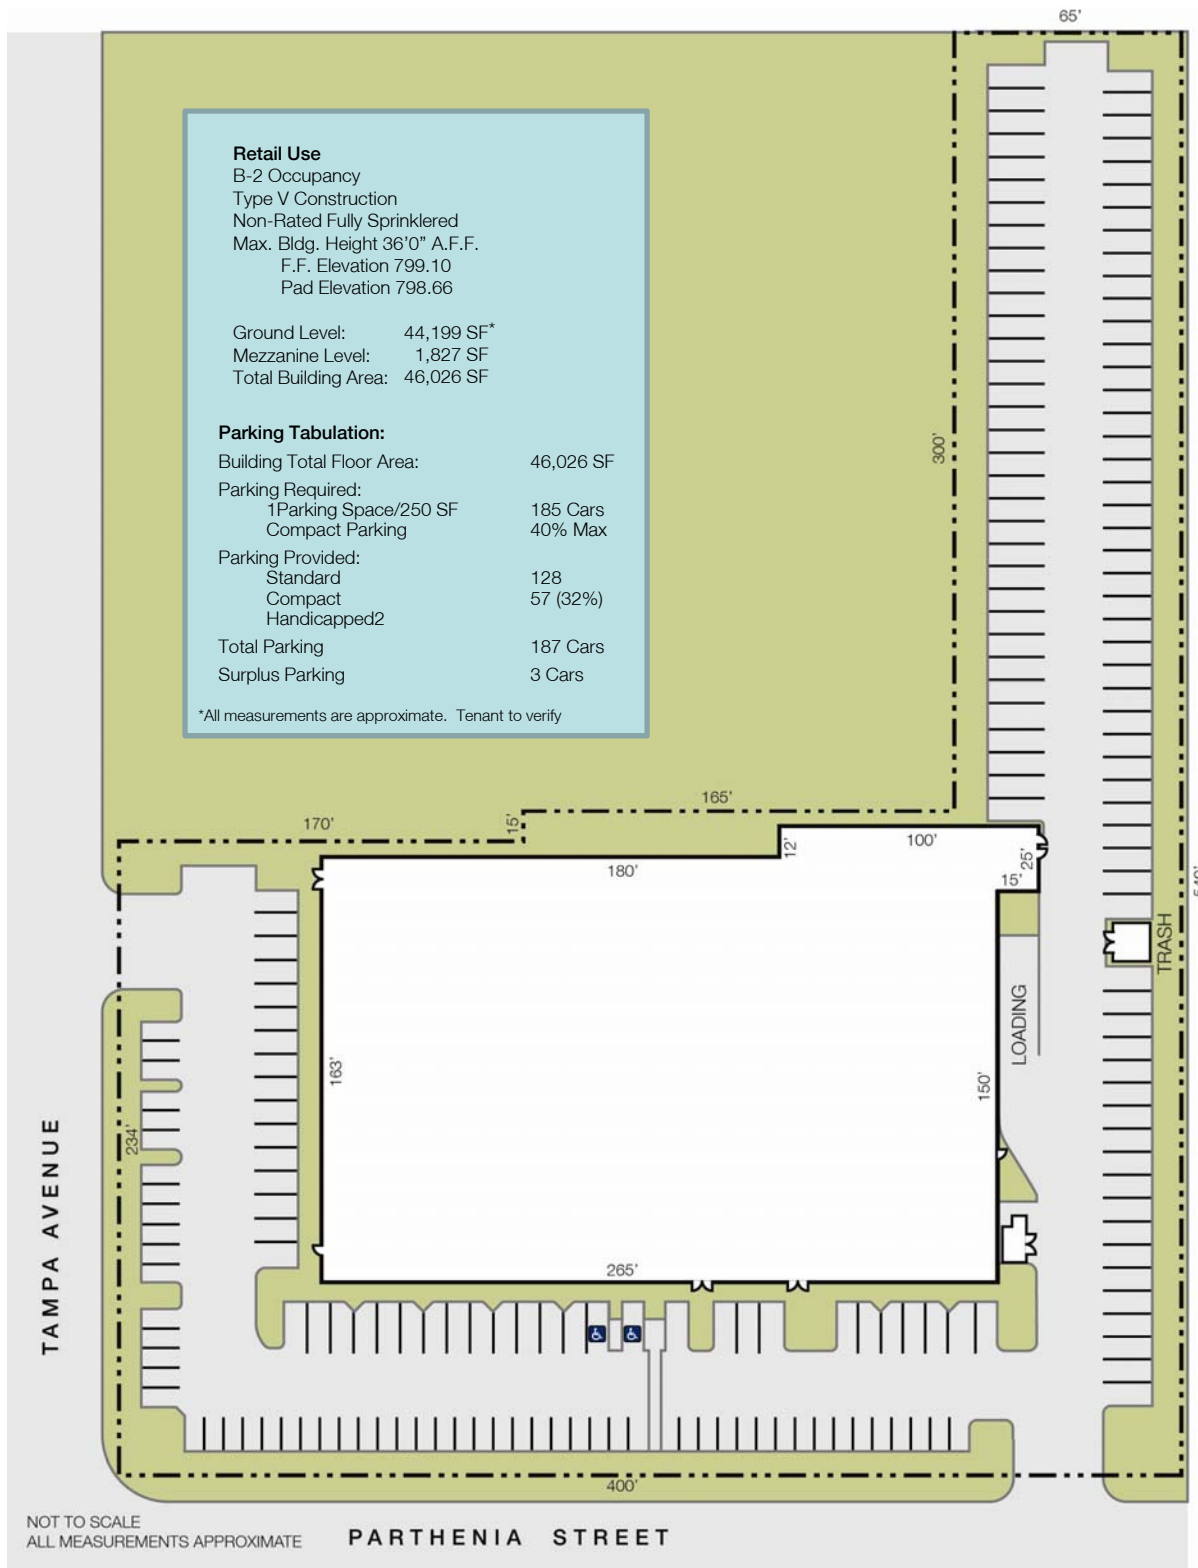 65'
Retail Use
B-2 Occupancy
Type V Construction
Non-Rated Fully Sprinklered
Max. Bldg. Height 36'0” A.F.F.
F.F. Elevation 799.10
Pad Elevation 798.66
Ground Level: 44,199 SF*
Mezzanine Level: 1,827 SF
Total Building Area: 46,026 SF
Parking Tabulation:
Building Total Floor Area: 46,026 SF
Parking Required:
1Parking Space/250 SF 185 Cars
Compact Parking 40% Max
Parking Provided:
Standard 128
Compact 57 (32%)
Handicapped2
Total Parking 187 Cars
Surplus Parking 3 Cars
*All measurements are approximate. Tenant to verify
300'
165'
170'
15'
12'
100'
25'
180'
15'
TRASH
LOADING
163'
150'
234'
TAMPA AVENUE
265'
400'
NOT TO SCALE
ALL MEASUREMENTS APPROXIMATE
PARTHENIA STREET